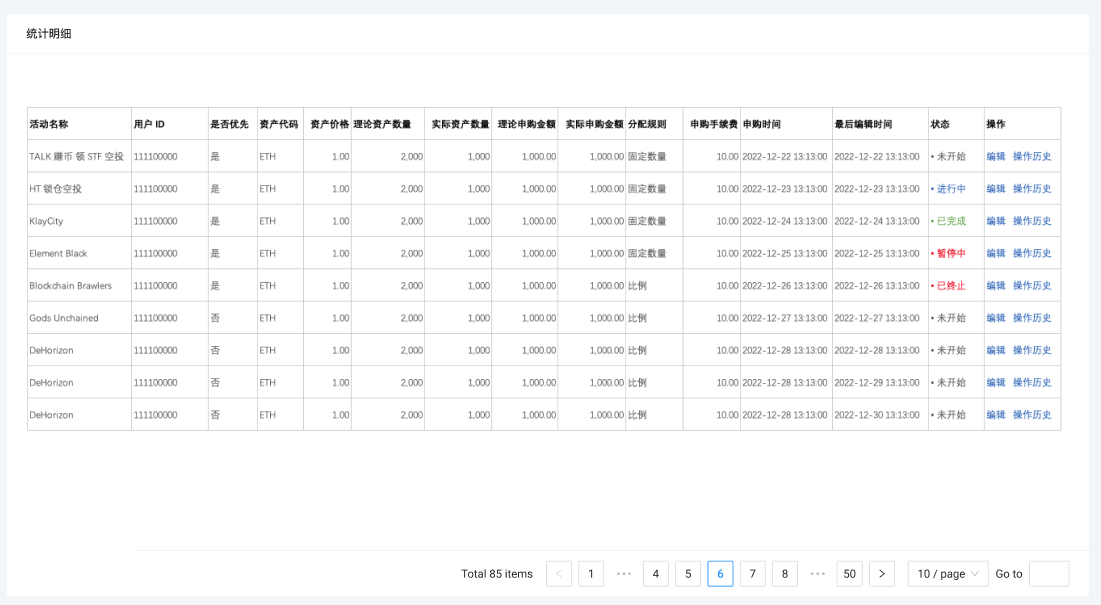 统计明细
活动名称 用户 ID 是否优先 资产代码 资产价格 理论资产数量 实际资产数量 理论申购金额 实际申购金额 分配规则 申购手续费 申购时间 最后编辑时间 状态 操作
TALK 赚币 领 STF 空投 111100000 是 ETH 1.00 2,000 1,000 1,000.00 1,000.00 固定数量 10.00 2022-12-22 13:13:00 2022-12-22 13:13:00 • 未开始 编辑 操作历史
HT 锁仓空投 111100000 是 ETH 1.00 2,000 1,000 1,000.00 1,000.00 固定数量 10.00 2022-12-23 13:13:00 2022-12-23 13:13:00 • 进行中 编辑 操作历史
KlayCity 111100000 是 ETH 1.00 2,000 1,000 1,000.00 1,000.00 固定数量 10.00 2022-12-24 13:13:00 2022-12-24 13:13:00 • 已完成 编辑 操作历史
Element Black 111100000 是 ETH 1.00 2,000 1,000 1,000.00 1,000.00 固定数量 10.00 2022-12-25 13:13:00 2022-12-25 13:13:00 • 暂停中 编辑 操作历史
Blockchain Brawlers 111100000 是 ETH 1.00 2,000 1,000 1,000.00 1,000.00 比例 10.00 2022-12-26 13:13:00 2022-12-26 13:13:00 • 已终止 编辑 操作历史
Gods Unchained 111100000 否 ETH 1.00 2,000 1,000 1,000.00 1,000.00 比例 10.00 2022-12-27 13:13:00 2022-12-27 13:13:00 • 未开始 编辑 操作历史
DeHorizon 111100000 否 ETH 1.00 2,000 1,000 1,000.00 1,000.00 比例 10.00 2022-12-28 13:13:00 2022-12-28 13:13:00 • 未开始 编辑 操作历史
DeHorizon 111100000 否 ETH 1.00 2,000 1,000 1,000.00 1,000.00 比例 10.00 2022-12-28 13:13:00 2022-12-29 13:13:00 • 未开始 编辑 操作历史
DeHorizon 111100000 否 ETH 1.00 2,000 1,000 1,000.00 1,000.00 比例 10.00 2022-12-28 13:13:00 2022-12-30 13:13:00 • 未开始 编辑 操作历史
Total 85 items < 1 ••• 4 5 6 7 8 ••• 50 > 10 / page Go to